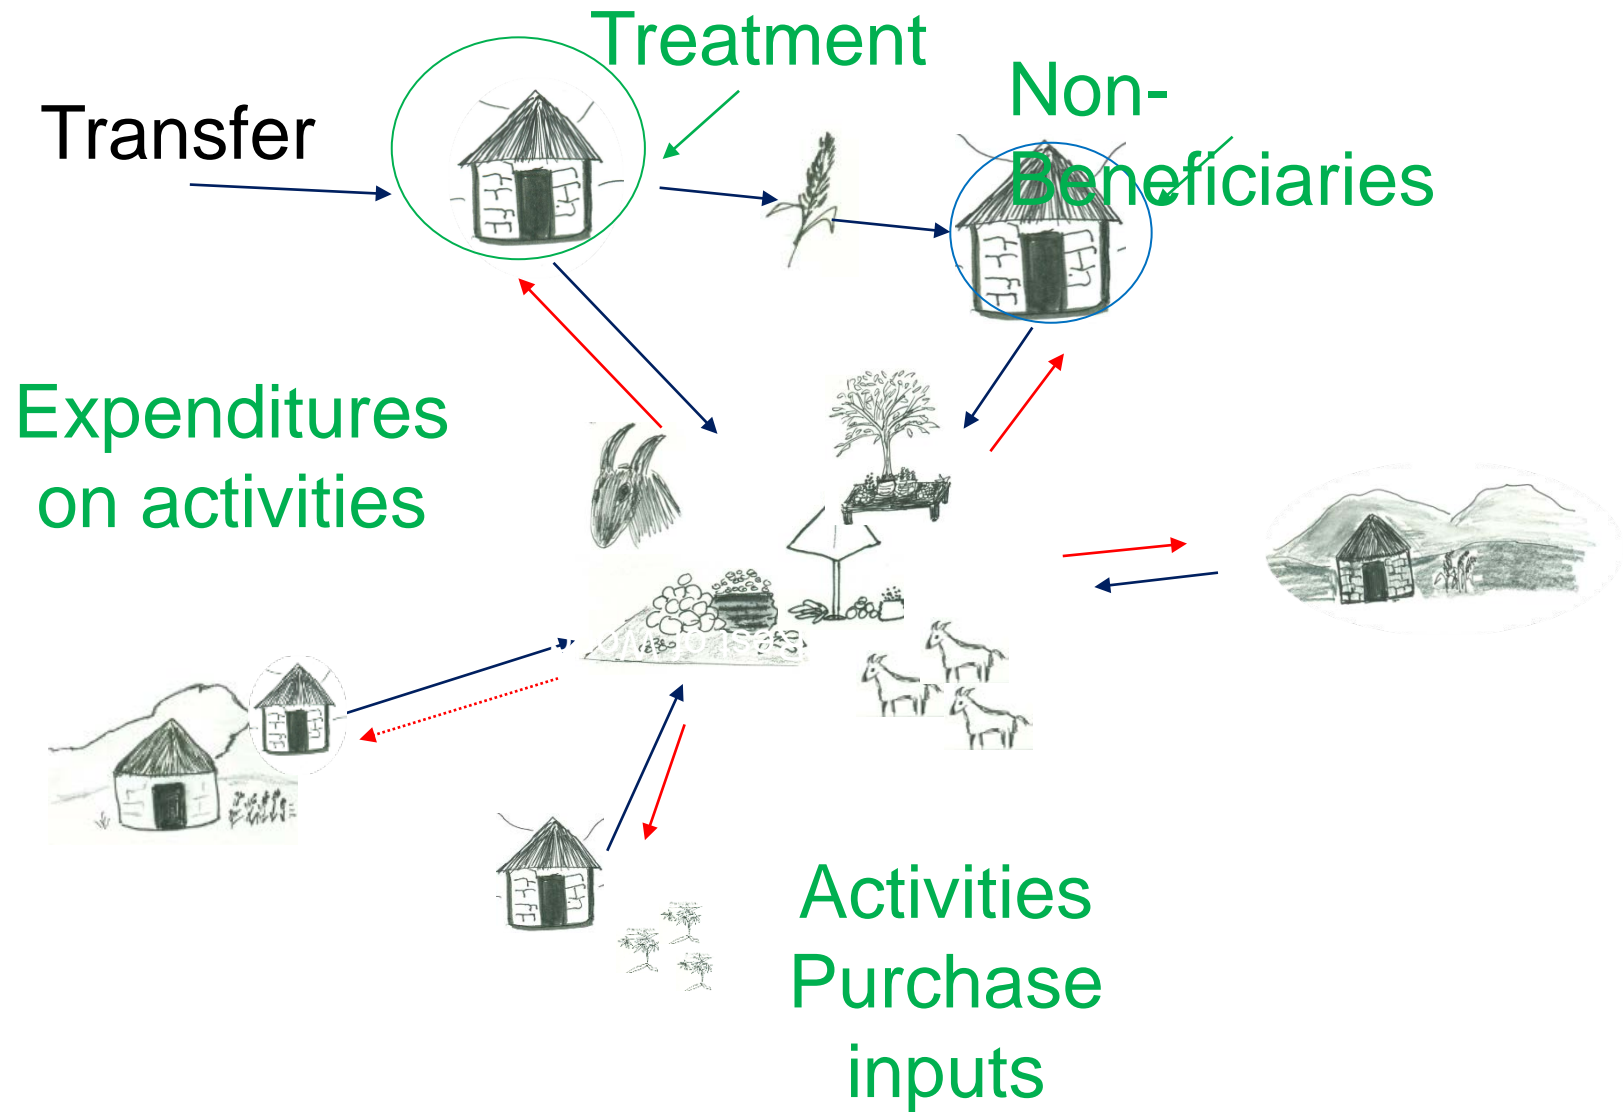 Treatment
Non-
Beneficiaries
Transfer
Expenditures
on activities
Activities
Purchase
inputs